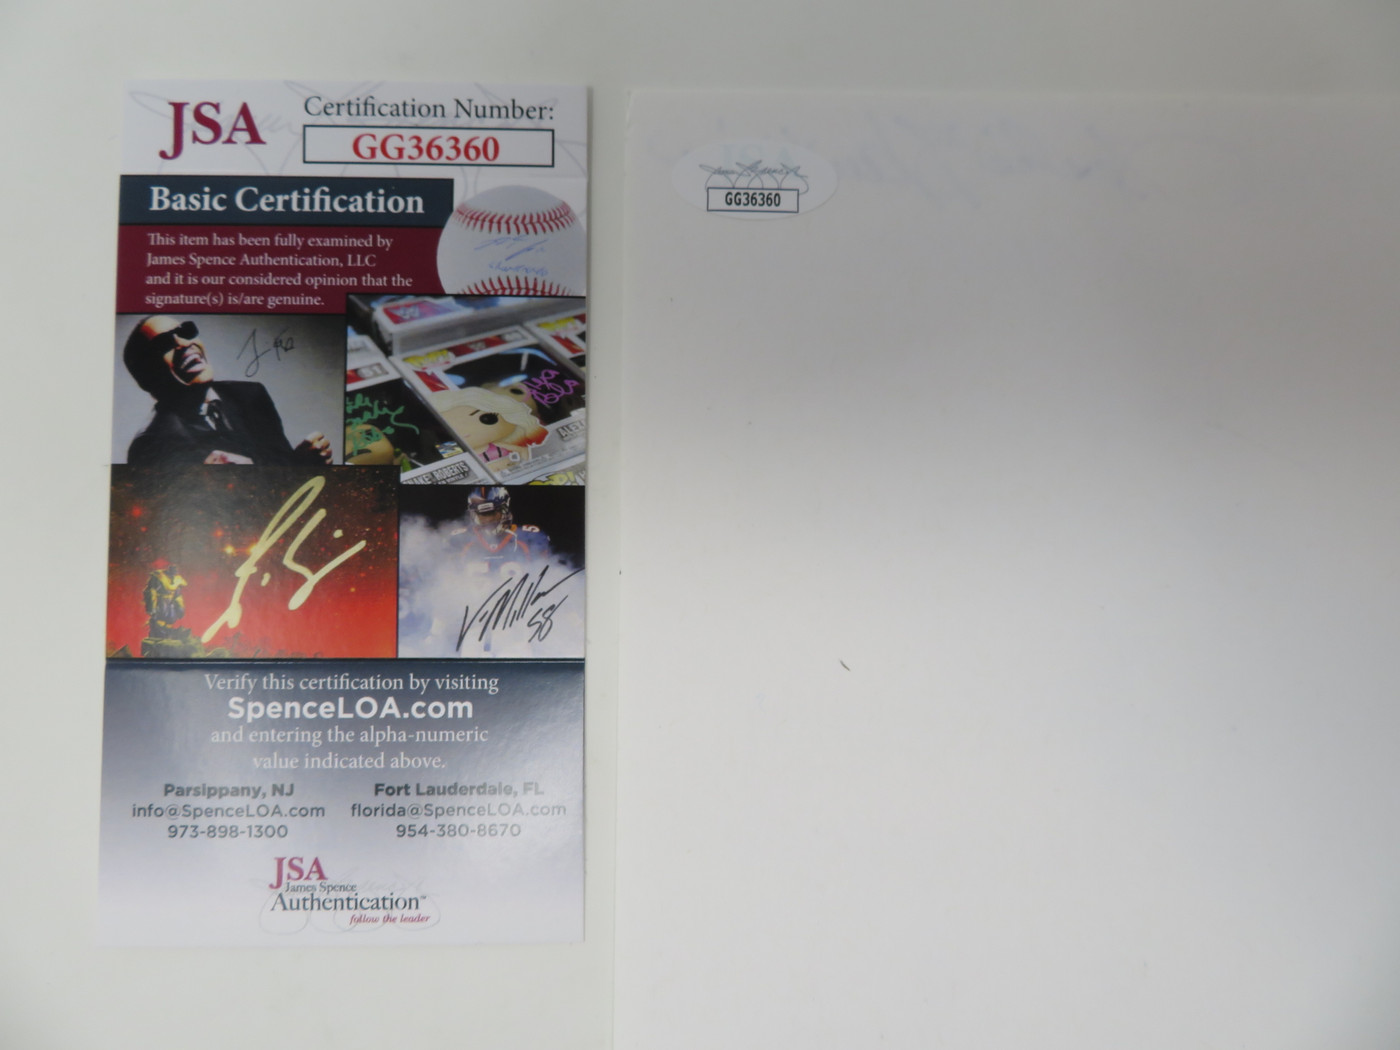 JSA
Certification Number:
GG36360
Basic Certification
This item has been fully examined by
James Spence Authentication, LLC
and it is our considered opinion that the
signature(s) is/are genuine.
V. Miller
58
Verify this certification by visiting
SpenceLOA.com
and entering the alpha-numeric
value indicated above.
Parsippany, NJ
info@SpenceLOA.com
973-898-1300
Fort Lauderdale, FL
florida@SpenceLOA.com
954-380-8670
JSA
James Spence
Authentication™
follow the leader
GG36360